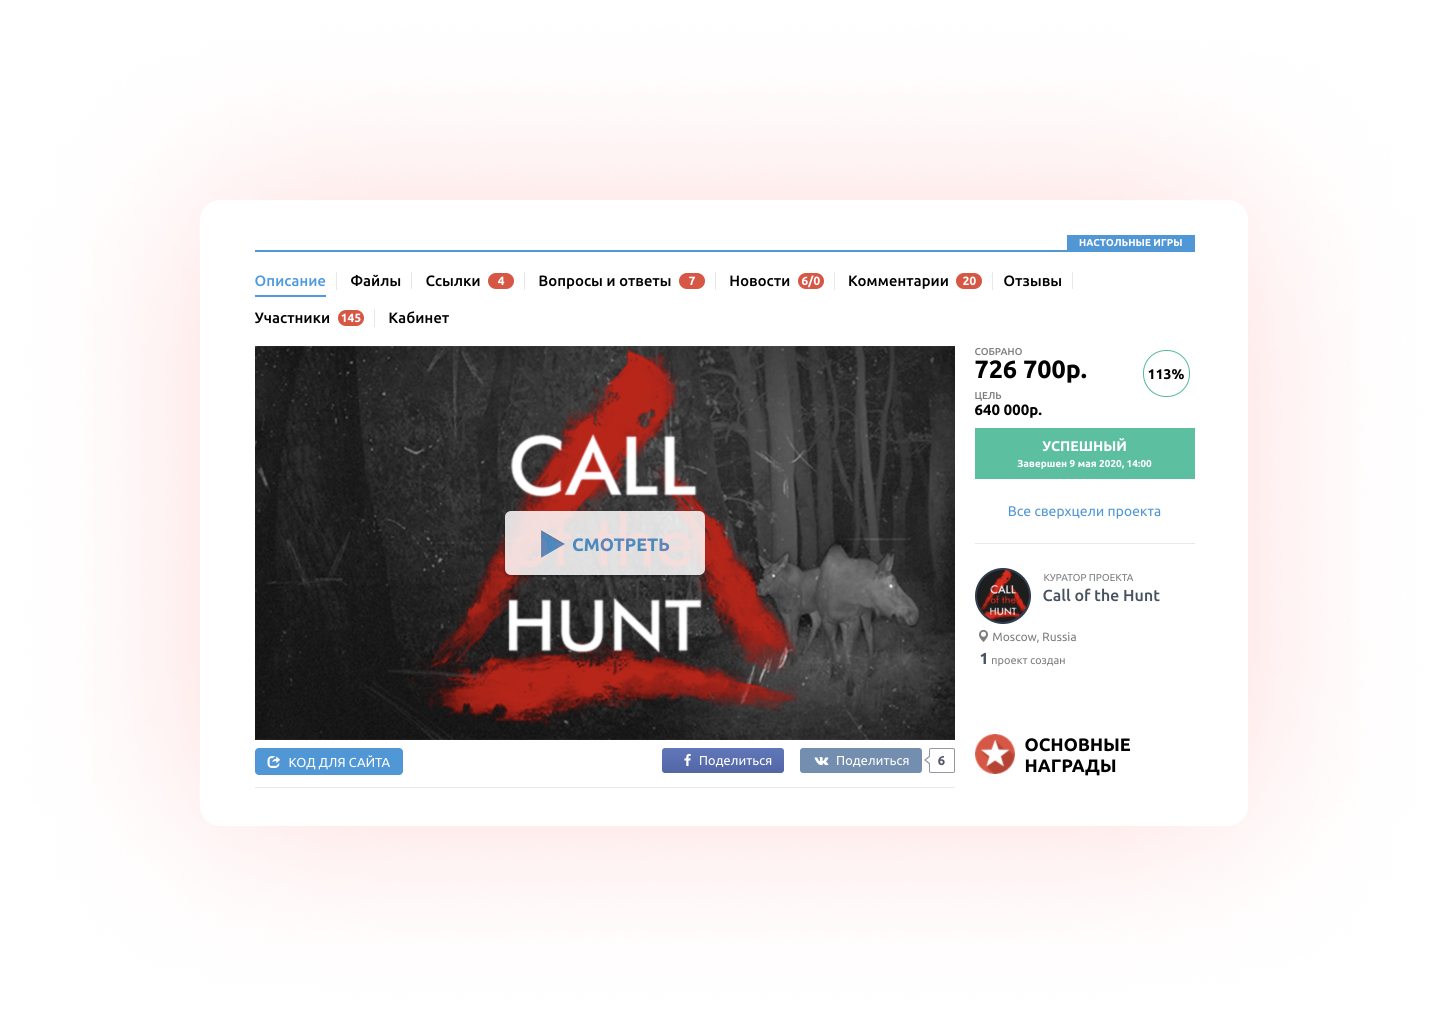 НАСТОЛЬНЫЕ ИГРЫ
Описание Файлы Ссылки 4 Вопросы и ответы 7 Новости 6/0 Комментарии 20 Отзывы
Участники 145 Кабинет
CALL
of the
СМОТРЕТЬ
HUNT
КОД ДЛЯ САЙТА
Поделиться
Поделиться 6
СОБРАНО
726 700р.
113%
ЦЕЛЬ
640 000р.
УСПЕШНЫЙ
Завершен 9 мая 2020, 14:00
Все сверхцели проекта
CALL
of the
HUNT
КУРАТОР ПРОЕКТА
Call of the Hunt
Moscow, Russia
1 проект создан
ОСНОВНЫЕ
НАГРАДЫ